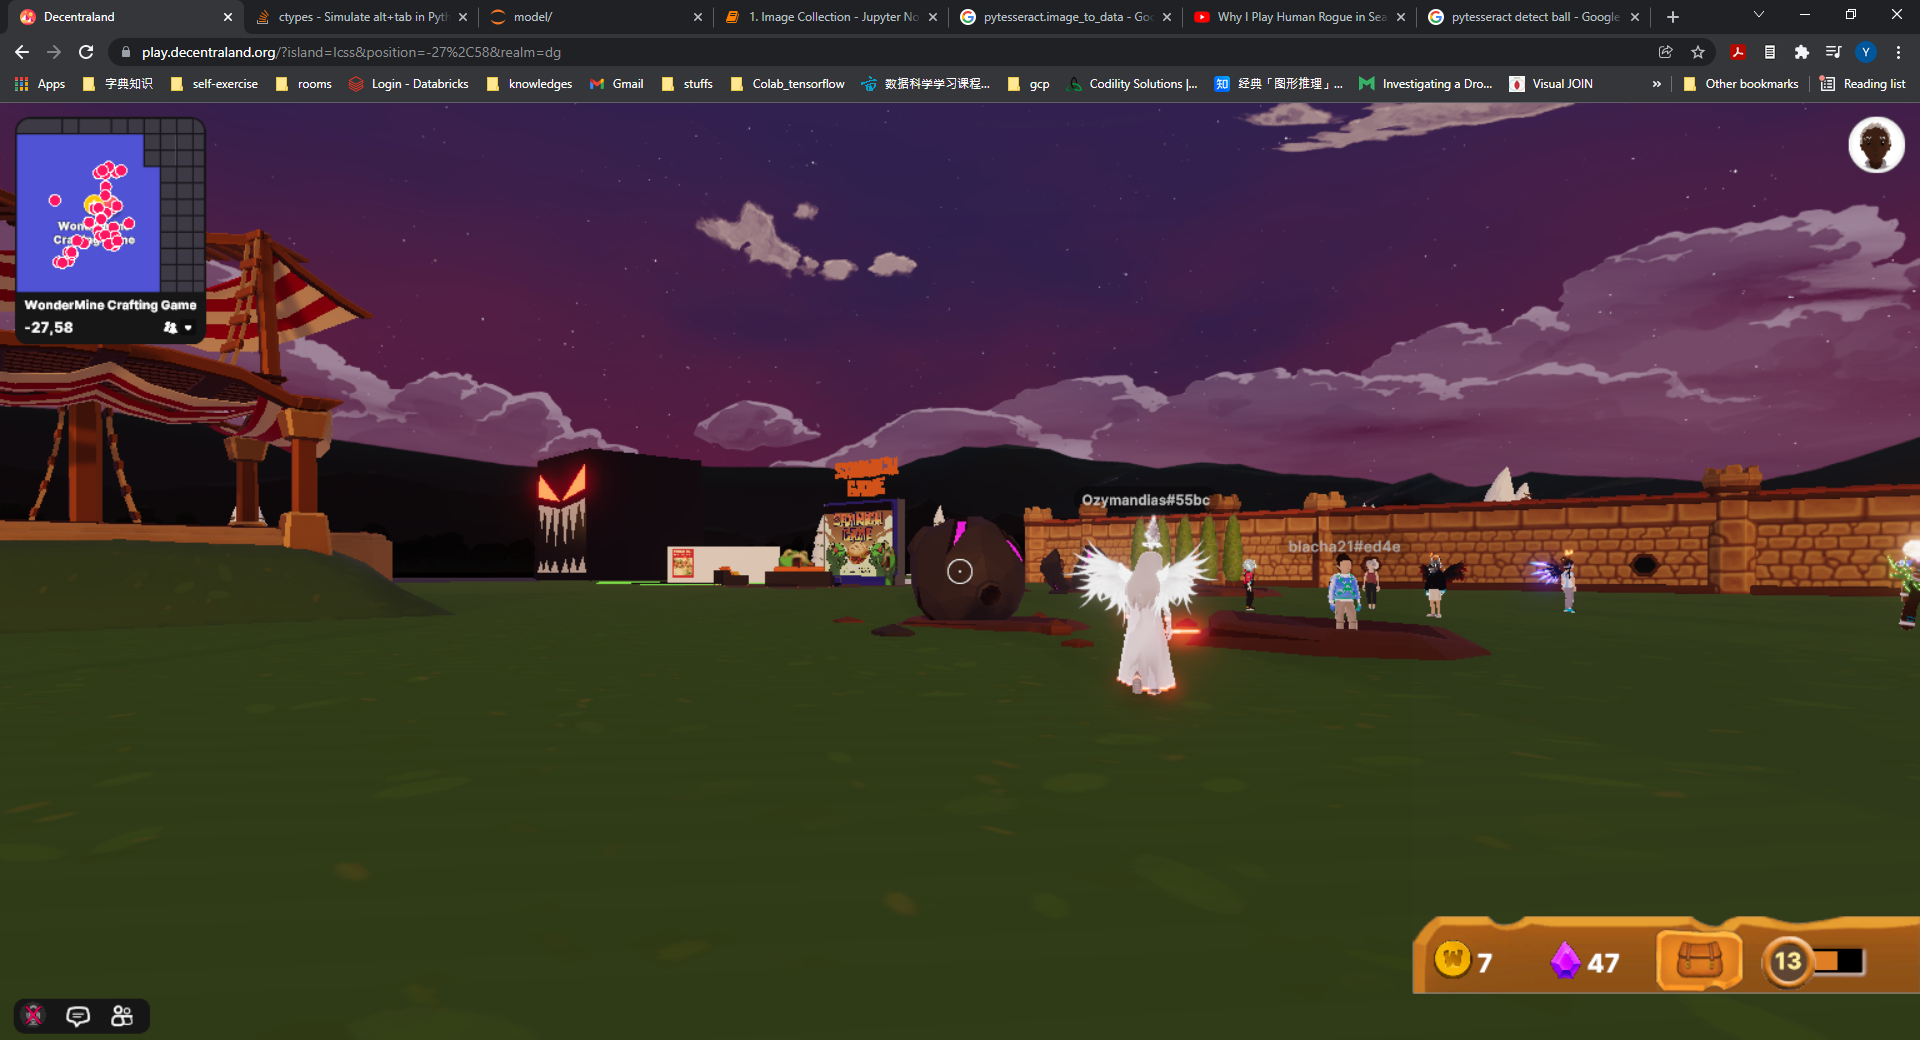 Decentraland
ctypes - Simulate alt+tab in Pyth
model/
1. Image Collection - Jupyter No
pytesseract.image_to_data - Goo
Why I Play Human Rogue in Sea
pytesseract detect ball - Google
play.decentraland.org/?island=lcss&position=-27%2C58&realm=dg
Y
Apps
字典知识
self-exercise
rooms
Login - Databricks
knowledges
Gmail
stuffs
Colab_tensorflow
数据科学学习课程...
gcp
Codility Solutions |...
知
经典「图形推理」...
Investigating a Dro...
Visual JOIN
»
Other bookmarks
Reading list
WonderMine Crafting Game
-27,58
GAME
Ozymandias#55bc
blacha21#ed4e
W 7
47
13